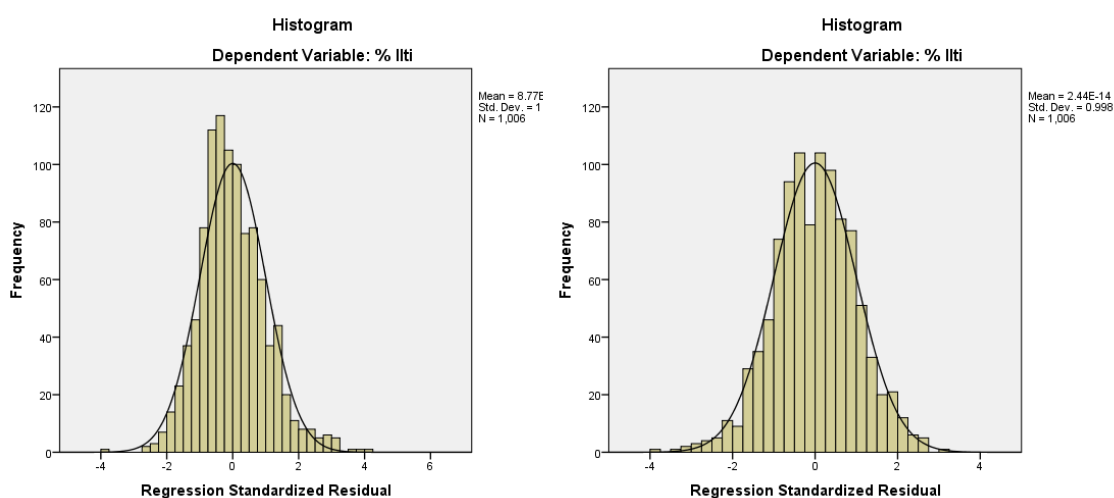 Histogram
Dependent Variable: % llti
Mean = 8.77E
Std. Dev. = 1
N = 1,006
120
100
80
60
40
20
0
Frequency
-4 -2 0 2 4 6
Regression Standardized Residual
Histogram
Dependent Variable: % llti
Mean = 2.44E-14
Std. Dev. = 0.998
N = 1,006
120
100
80
60
40
20
0
Frequency
-4 -2 0 2 4
Regression Standardized Residual